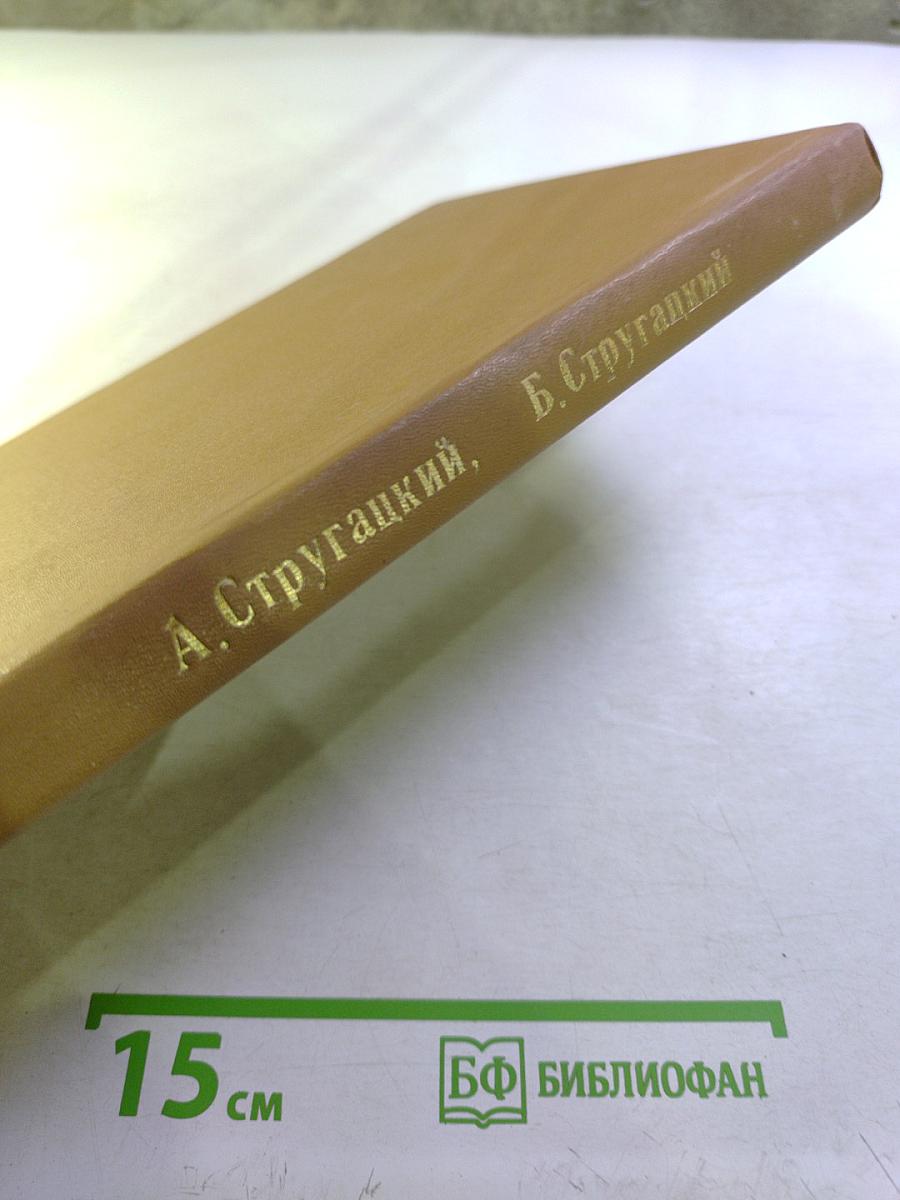 А. Стругацкий, Б. Стругацкий
15 см
БФ БИБЛИОФАН